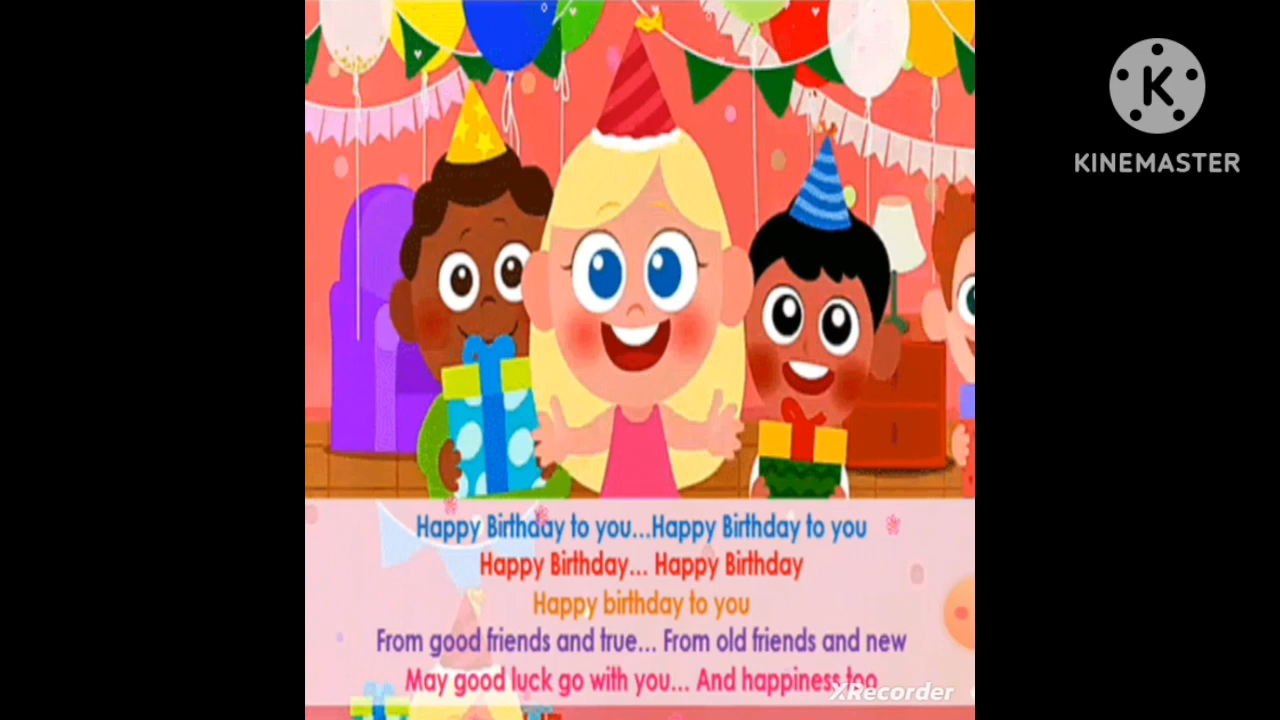 K
KINEMASTER
Happy Birthday to you...Happy Birthday to you
Happy Birthday... Happy Birthday
Happy birthday to you
From good friends and true... From old friends and new
May good luck go with you... And happiness too
XRecorder